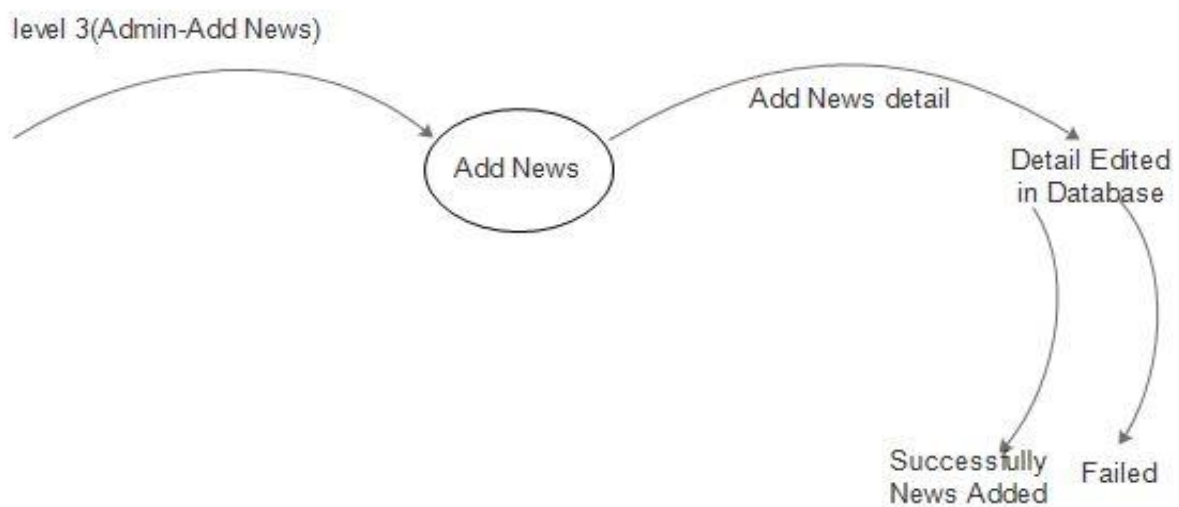 level 3(Admin-Add News)
Add News detail
Add News
Detail Edited
in Database
Successfully
News Added
Failed